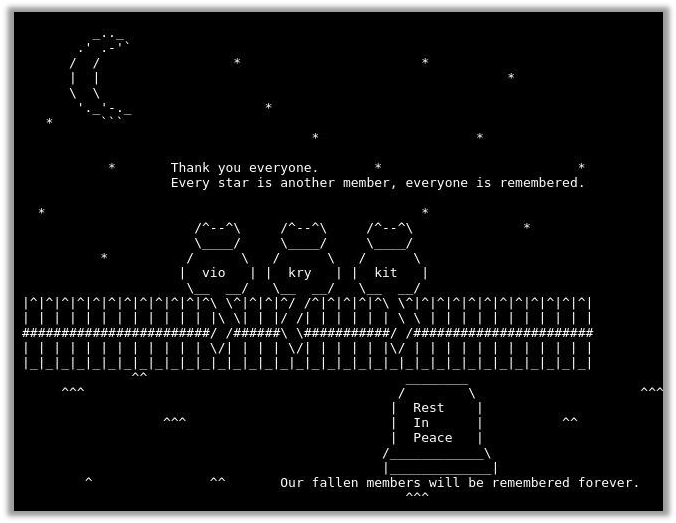 Thank you everyone.
Every star is another member, everyone is remembered.
vio kry kit
Rest
In
Peace
Our fallen members will be remembered forever.